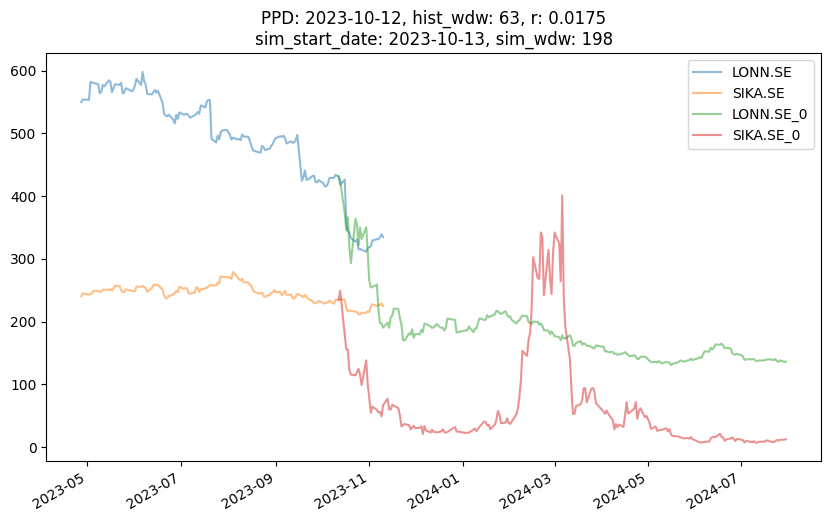 PPD: 2023-10-12, hist_wdw: 63, r: 0.0175
sim_start_date: 2023-10-13, sim_wdw: 198
LONN.SE
SIKA.SE
LONN.SE_0
SIKA.SE_0
600
500
400
300
200
100
0
2023-05
2023-07
2023-09
2023-11
2024-01
2024-03
2024-05
2024-07